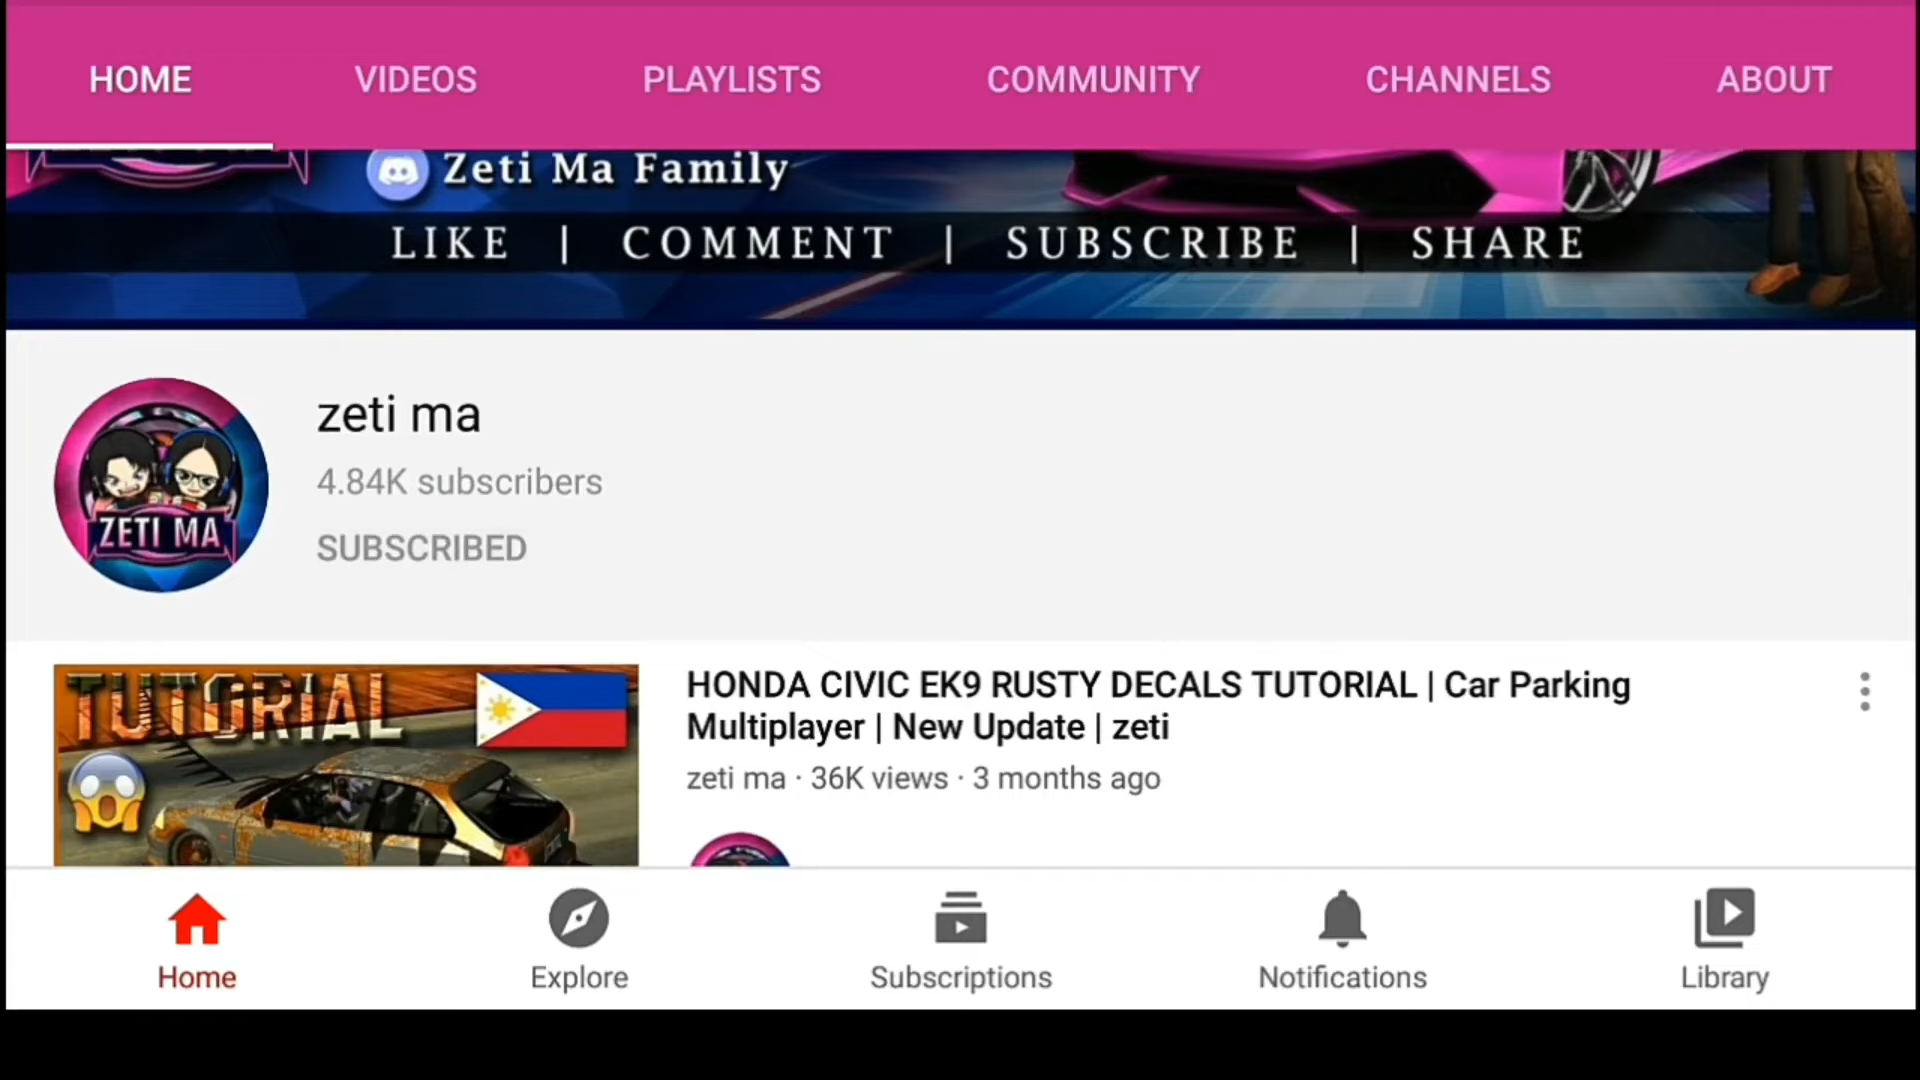 HOME VIDEOS PLAYLISTS COMMUNITY CHANNELS ABOUT
Zeti Ma Family
LIKE | COMMENT | SUBSCRIBE | SHARE
zeti ma
4.84K subscribers
SUBSCRIBED
ZETI MA
TUTORIAL
HONDA CIVIC EK9 RUSTY DECALS TUTORIAL | Car Parking
Multiplayer | New Update | zeti
zeti ma · 36K views · 3 months ago
Home Explore Subscriptions Notifications Library